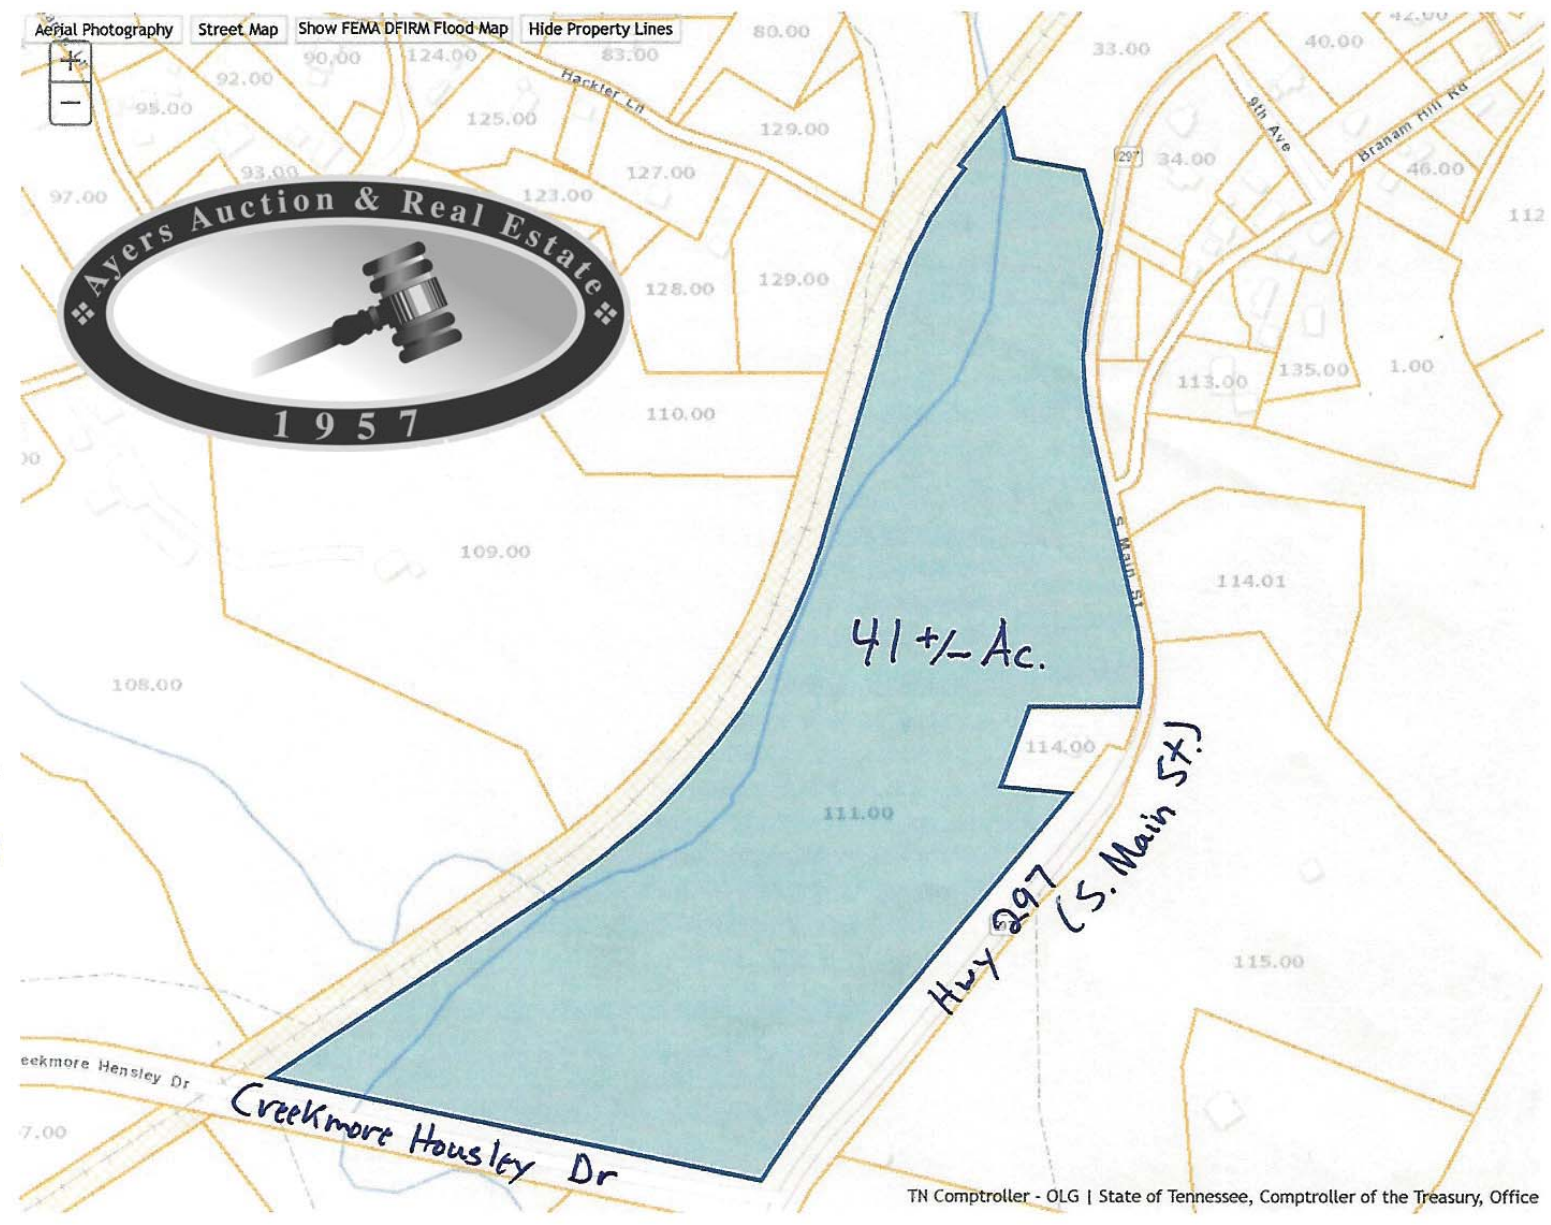 Aerial Photography
Street Map
Show FEMA DFIRM Flood Map
Hide Property Lines
+
−
80.00
42.00
33.00
40.00
90.00
124.00
83.00
92.00
Hackler Ln
98.00
125.00
129.00
9th Ave
Branam Hill Rd
297
34.00
46.00
93.00
127.00
97.00
123.00
112
Ayers Auction & Real Estate
1957
128.00
129.00
113.00
135.00
1.00
110.00
109.00
S Main St
114.01
41 +/- Ac.
108.00
114.00
111.00
Hwy 297
(S. Main St.)
115.00
eekmore Hensley Dr
Creekmore Housley Dr
7.00
TN Comptroller - OLG | State of Tennessee, Comptroller of the Treasury, Office